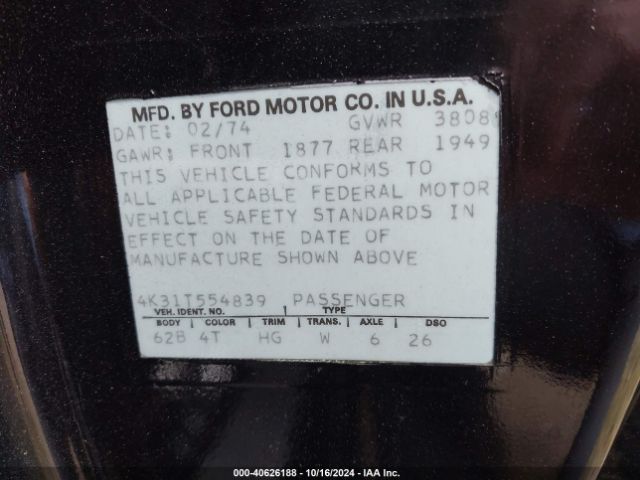 MFD. BY FORD MOTOR CO. IN U.S.A.
DATE: 02/74 GVWR 3808
GAWR: FRONT 1877 REAR 1949
THIS VEHICLE CONFORMS TO
ALL APPLICABLE FEDERAL MOTOR
VEHICLE SAFETY STANDARDS IN
EFFECT ON THE DATE OF
MANUFACTURE SHOWN ABOVE
4K31T554839 PASSENGER
VEH. IDENT. NO. TYPE
BODY COLOR TRIM TRANS. AXLE DSO
62B 4T HG W 6 26
000-40626188 - 10/16/2024 - IAA Inc.